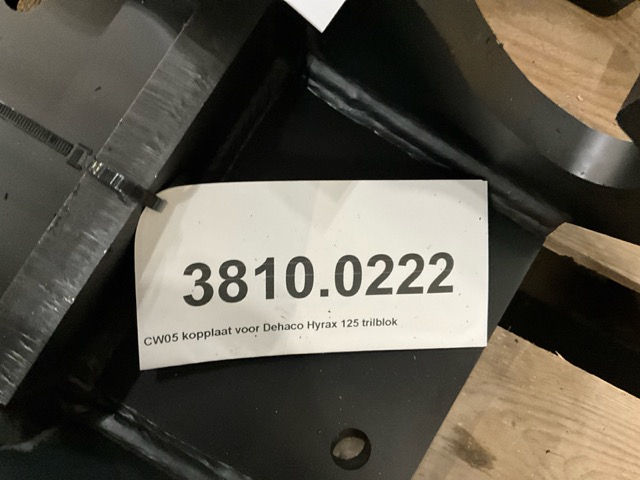 3810.0222
CW05 kopplaat voor Dehaco Hyrax 125 trilblok